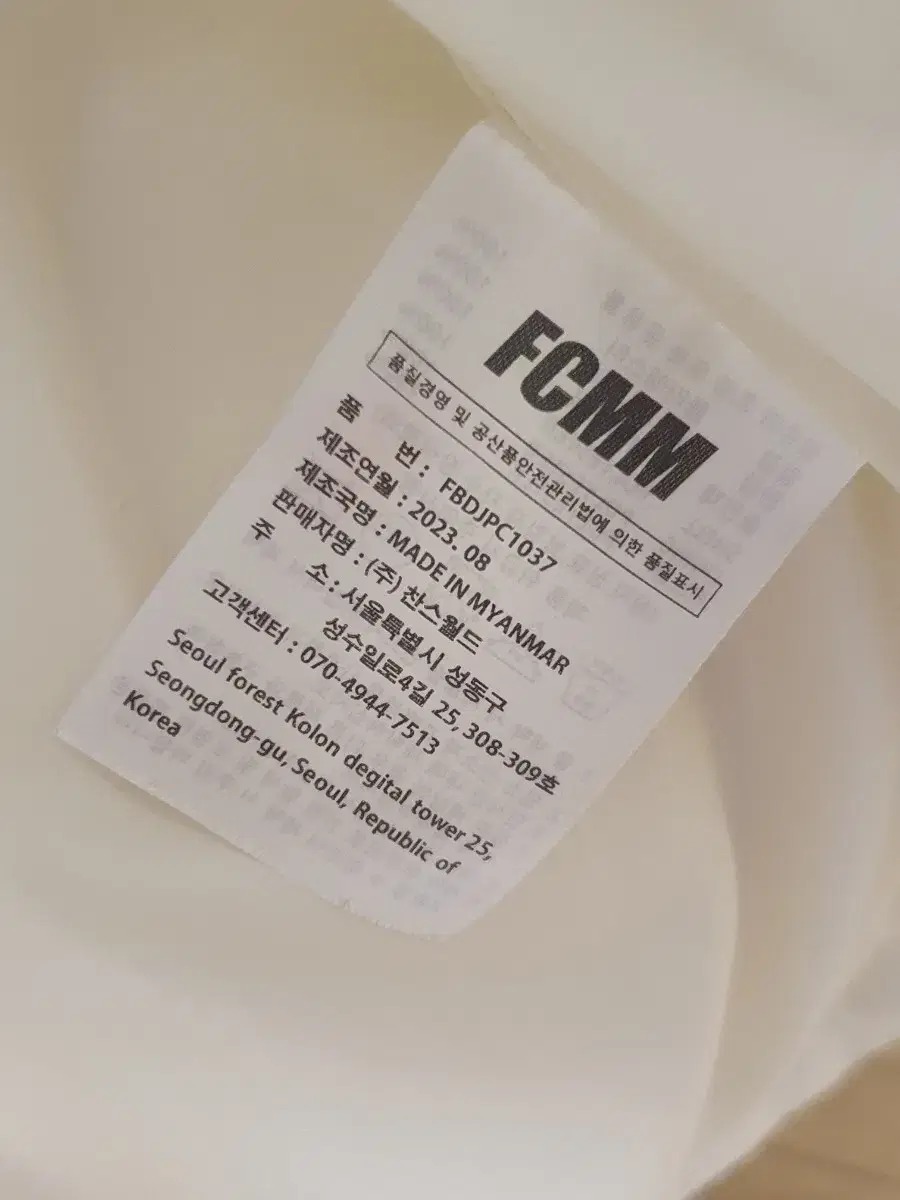 FCMM
품질경영 및 공산품안전관리법에 의한 품질표시
품 번 : FBDJPC1037
제조연월 : 2023. 08
제조국명 : MADE IN MYANMAR
판매자명 : (주) 찬스월드
주 소 : 서울특별시 성동구
성수일로4길 25, 308-309호
고객센터 : 070-4944-7513
Seoul forest Kolon degital tower 25,
Seongdong-gu, Seoul, Republic of
Korea